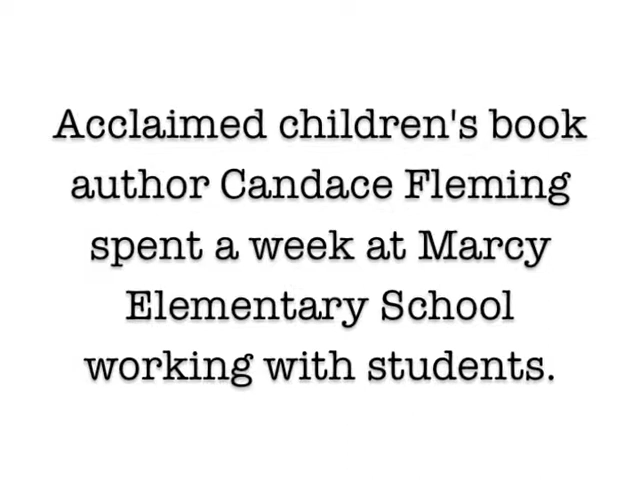 Acclaimed children's book
author Candace Fleming
spent a week at Marcy
Elementary School
working with students.